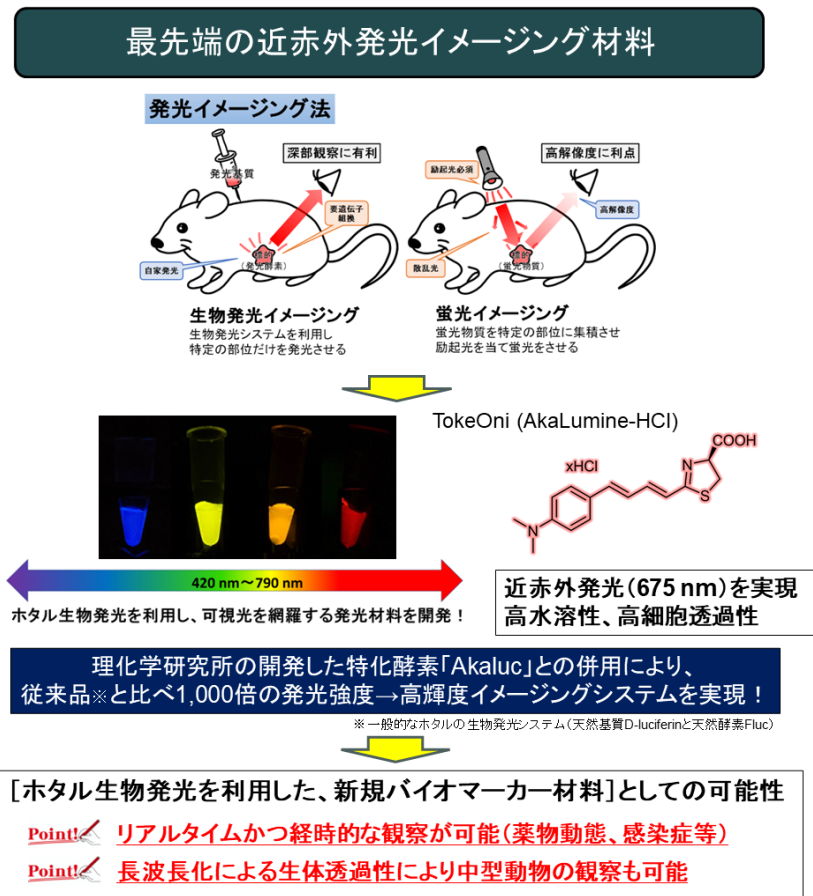 最先端の近赤外発光イメージング材料
発光イメージング法
発光基質
深部観察に有利
要遺伝子
組換
自家発光
標的
(発光酵素)
励起光必須
高解像度に利点
高解像度
散乱光
標的
(蛍光物質)
生物発光イメージング
生物発光システムを利用し
特定の部位だけを発光させる
蛍光イメージング
蛍光物質を特定の部位に集積させ
励起光を当て蛍光をさせる
TokeOni (AkaLumine-HCl)
COOH
xHCl
N
S
N
420 nm～790 nm
ホタル生物発光を利用し、可視光を網羅する発光材料を開発！
近赤外発光(675 nm)を実現
高水溶性、高細胞透過性
理化学研究所の開発した特化酵素「Akaluc」との併用により、
従来品※と比べ1,000倍の発光強度→高輝度イメージングシステムを実現！
※一般的なホタルの生物発光システム(天然基質D-luciferinと天然酵素Fluc)
[ホタル生物発光を利用した、新規バイオマーカー材料]としての可能性
Point! リアルタイムかつ経時的な観察が可能(薬物動態、感染症等)
Point! 長波長化による生体透過性により中型動物の観察も可能